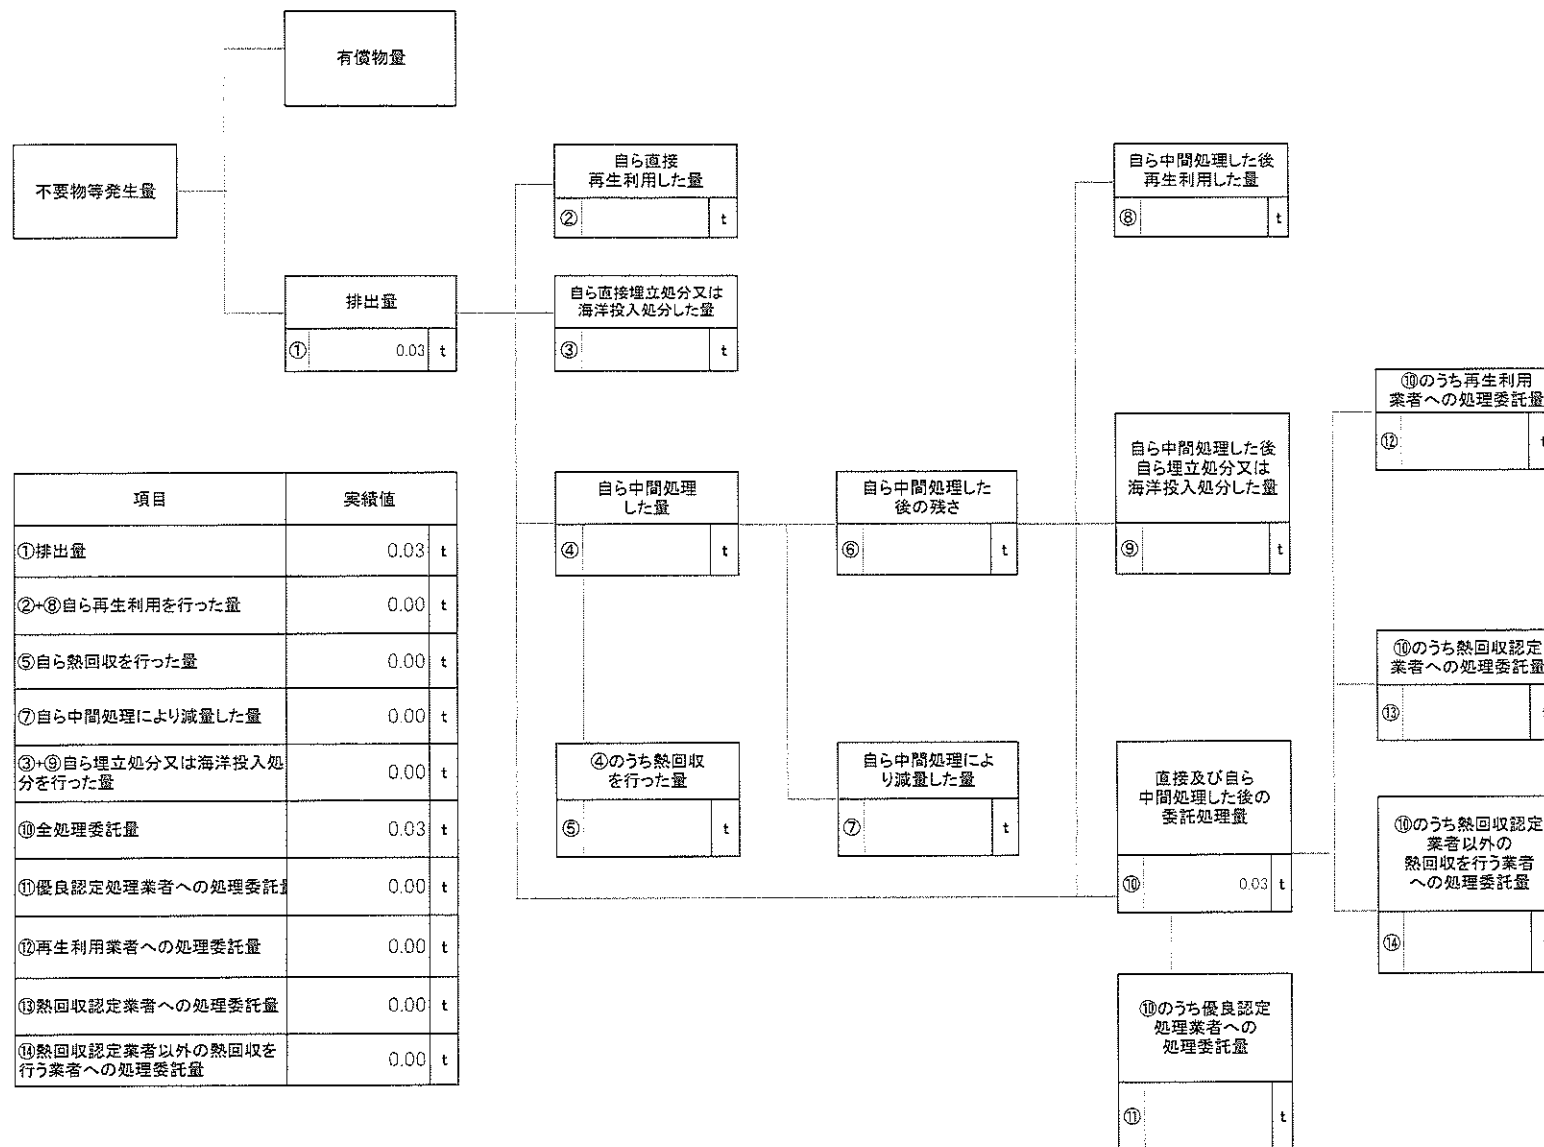 有償物量
不要物等発生量
排出量
① 0.03 t
自ら直接
再生利用した量
② t
自ら直接埋立処分又は
海洋投入処分した量
③ t
自ら中間処理
した量
④ t
④のうち熱回収
を行った量
⑤ t
自ら中間処理した
後の残さ
⑥ t
自ら中間処理によ
り減量した量
⑦ t
自ら中間処理した後
再生利用した量
⑧ t
自ら中間処理した後
自ら埋立処分又は
海洋投入処分した量
⑨ t
直接及び自ら
中間処理した後の
委託処理量
⑩ 0.03 t
⑩のうち優良認定
処理業者への
処理委託量
⑪ t
⑩のうち再生利用
業者への処理委託量
⑫ t
⑩のうち熱回収認定
業者への処理委託量
⑬
⑩のうち熱回収認定
業者以外の
熱回収を行う業者
への処理委託量
⑭
項目 実績値
①排出量 0.03 t
②+⑧自ら再生利用を行った量 0.00 t
⑤自ら熱回収を行った量 0.00 t
⑦自ら中間処理により減量した量 0.00 t
③+⑨自ら埋立処分又は海洋投入処
分を行った量 0.00 t
⑩全処理委託量 0.03 t
⑪優良認定処理業者への処理委託量 0.00 t
⑫再生利用業者への処理委託量 0.00 t
⑬熱回収認定業者への処理委託量 0.00 t
⑭熱回収認定業者以外の熱回収を
行う業者への処理委託量 0.00 t